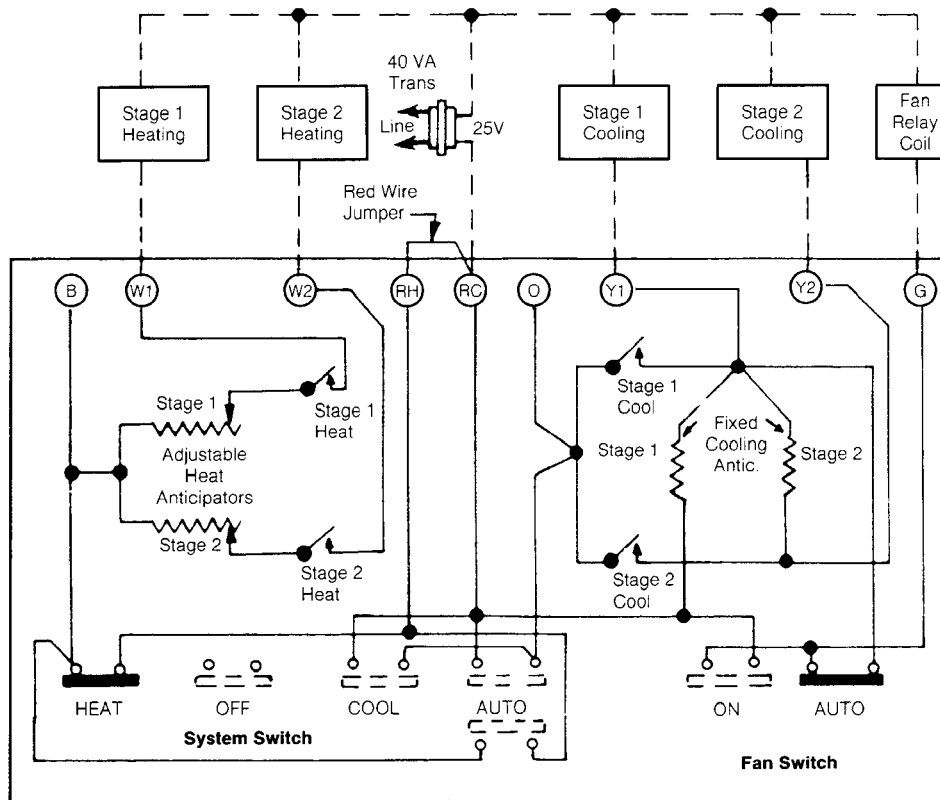 40 VA
Trans
Line
25V
Stage 1
Heating
Stage 2
Heating
Stage 1
Cooling
Stage 2
Cooling
Fan
Relay
Coil
Red Wire
Jumper
B
W1
W2
RH
RC
O
Y1
Y2
G
Stage 1
Adjustable
Heat
Anticipators
Stage 2
Stage 1
Heat
Stage 2
Heat
Stage 1
Cool
Stage 1
Fixed
Cooling
Antic.
Stage 2
Stage 2
Cool
HEAT
OFF
COOL
AUTO
System Switch
ON
AUTO
Fan Switch